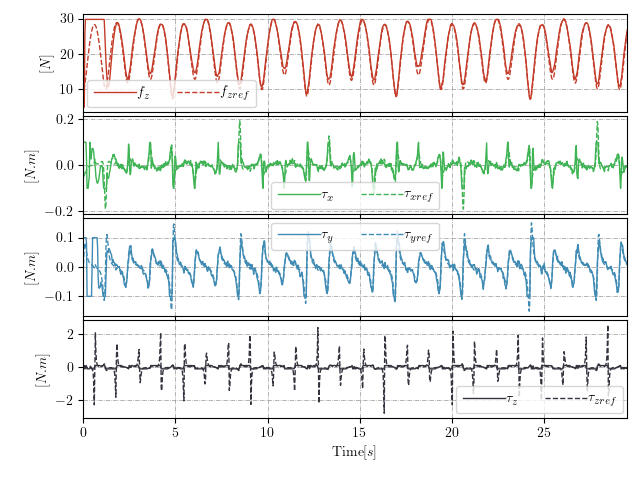 30
20
10
[N]
f_z
f_zref
0.2
0.0
−0.2
[N.m]
τ_x
τ_xref
0.1
0.0
−0.1
[N.m]
τ_y
τ_yref
2
0
−2
[N.m]
τ_z
τ_zref
0 5 10 15 20 25
Time[s]